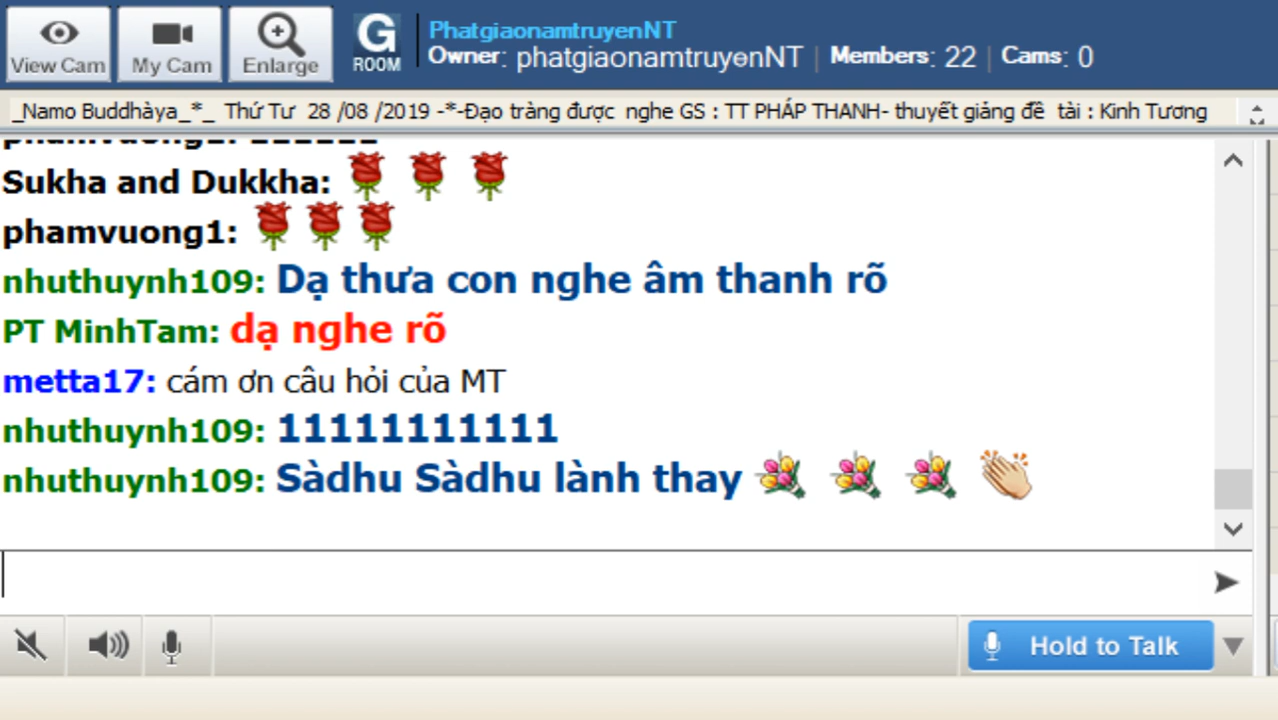 PhatgiaonamtruyenNT
View Cam My Cam Enlarge G ROOM Owner: phatgiaonamtruyenNT | Members: 22 | Cams: 0
_Namo Buddhàya_*_ Thứ Tư 28 /08 /2019 -*-Đạo tràng được nghe GS : TT PHÁP THANH- thuyết giảng đề tài : Kinh Tương
Sukha and Dukkha:
phamvuong1:
nhuthuynh109: Dạ thưa con nghe âm thanh rõ
PT MinhTam: dạ nghe rõ
metta17: cám ơn câu hỏi của MT
nhuthuynh109: 11111111111
nhuthuynh109: Sàdhu Sàdhu lành thay
Hold to Talk